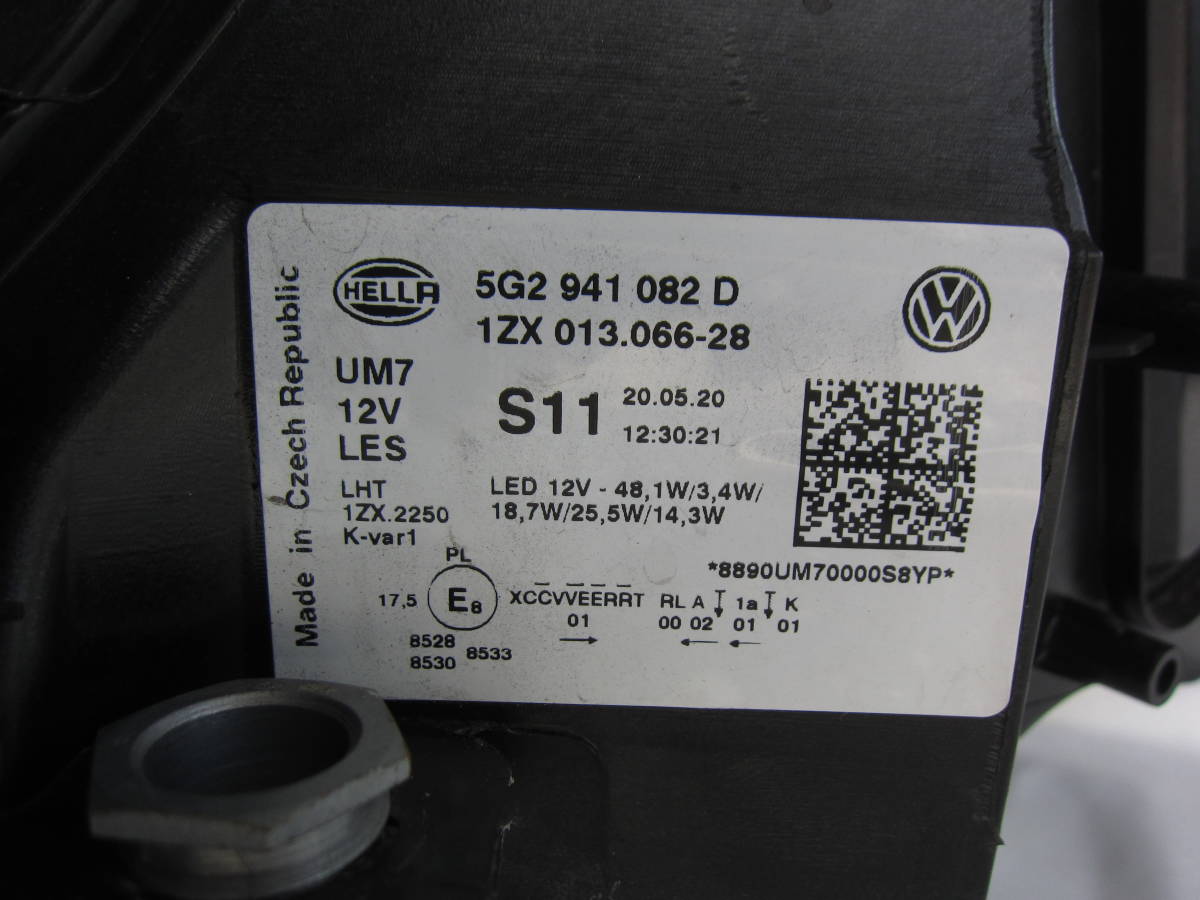 Made in Czech Republic
HELLA
5G2 941 082 D
1ZX 013.066-28
VW
UM7
12V
LES
S11
20.05.20
12:30:21
LHT
1ZX.2250
K-var1
LED 12V - 48,1W/3,4W/
18,7W/25,5W/14,3W
*8890UM70000S8YP*
PL
17,5 E8 XCCVVEERRT RL A 1a K
01 00 02 01 01
8528 8533
8530